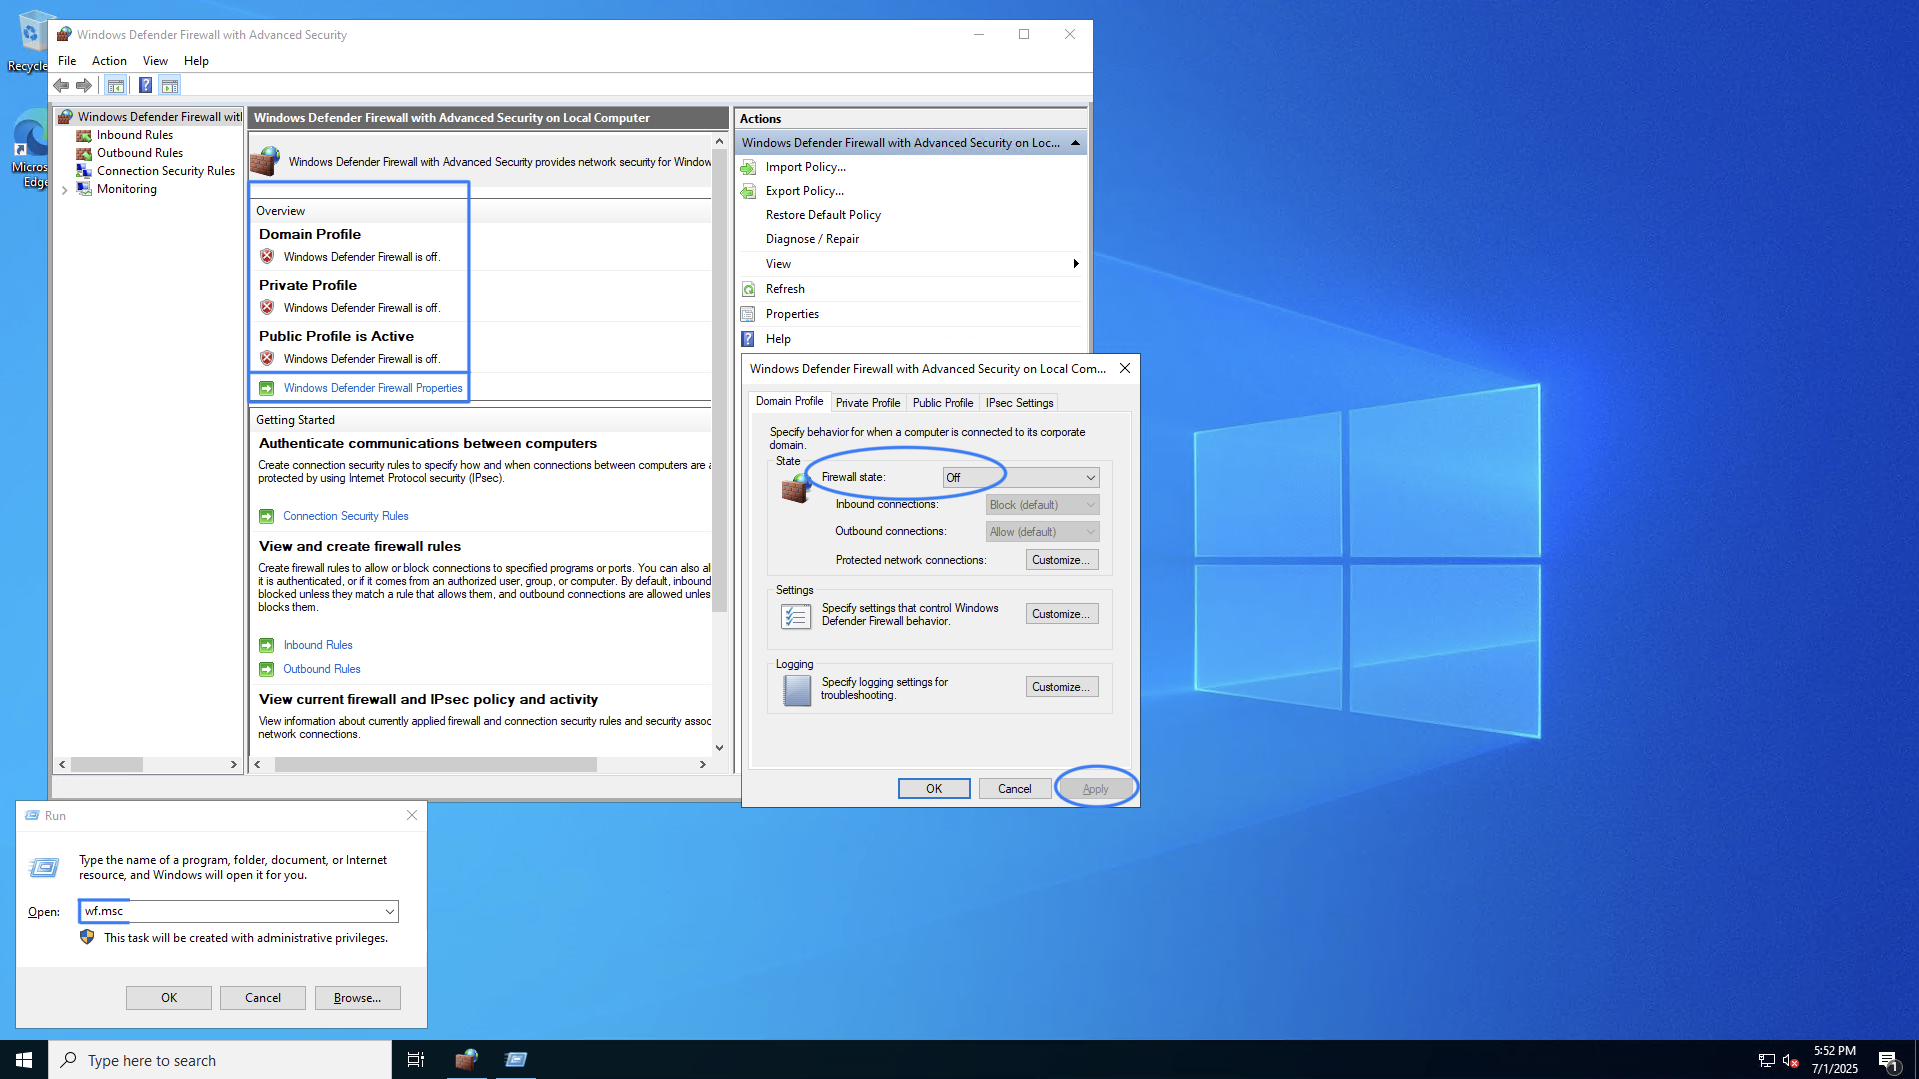 Recycle
Micros
Edge
Windows Defender Firewall with Advanced Security
File Action View Help
Windows Defender Firewall witl
Inbound Rules
Outbound Rules
Connection Security Rules
Monitoring
Windows Defender Firewall with Advanced Security on Local Computer
Windows Defender Firewall with Advanced Security provides network security for Window
Overview
Domain Profile
Windows Defender Firewall is off.
Private Profile
Windows Defender Firewall is off.
Public Profile is Active
Windows Defender Firewall is off.
Windows Defender Firewall Properties
Getting Started
Authenticate communications between computers
Create connection security rules to specify how and when connections between computers are a
protected by using Internet Protocol security (IPsec).
Connection Security Rules
View and create firewall rules
Create firewall rules to allow or block connections to specified programs or ports. You can also al
it is authenticated, or if it comes from an authorized user, group, or computer. By default, inbound
blocked unless they match a rule that allows them, and outbound connections are allowed unles
blocks them.
Inbound Rules
Outbound Rules
View current firewall and IPsec policy and activity
View information about currently applied firewall and connection security rules and security assoc
network connections.
Actions
Windows Defender Firewall with Advanced Security on Loc...
Import Policy...
Export Policy...
Restore Default Policy
Diagnose / Repair
View
Refresh
Properties
Help
Windows Defender Firewall with Advanced Security on Local Com...
Domain Profile Private Profile Public Profile IPsec Settings
Specify behavior for when a computer is connected to its corporate
domain.
State
Firewall state: Off
Inbound connections: Block (default)
Outbound connections: Allow (default)
Protected network connections: Customize...
Settings
Specify settings that control Windows
Defender Firewall behavior.
Customize...
Logging
Specify logging settings for
troubleshooting.
Customize...
OK Cancel Apply
Run
Type the name of a program, folder, document, or Internet
resource, and Windows will open it for you.
Open: wf.msc
This task will be created with administrative privileges.
OK Cancel Browse...
Type here to search
5:52 PM
7/1/2025
1